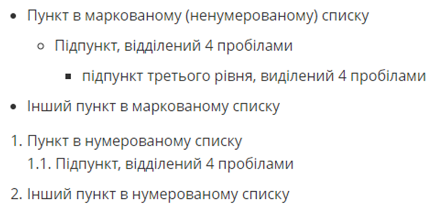 • Пункт в маркованому (ненумерованому) списку
○ Підпункт, відділений 4 пробілами
▪ підпункт третього рівня, виділений 4 пробілами
• Інший пункт в маркованому списку
1. Пункт в нумерованому списку
1.1. Підпункт, відділений 4 пробілами
2. Інший пункт в нумерованому списку